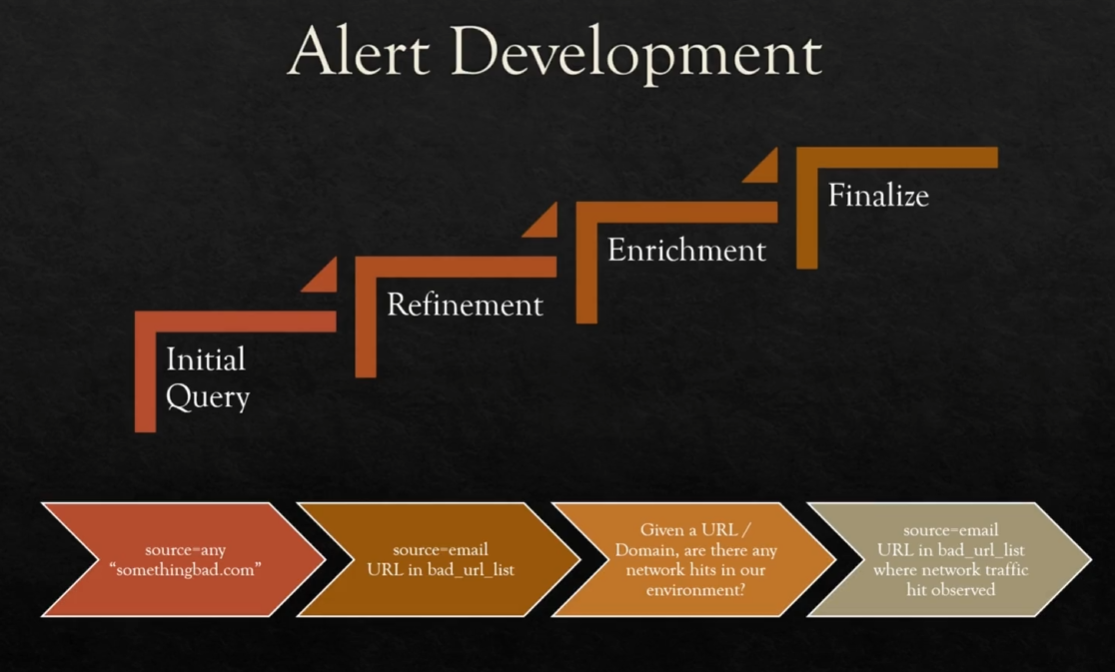 Alert Development
Initial
Query
Refinement
Enrichment
Finalize
source=any
“somethingbad.com”
source=email
URL in bad_url_list
Given a URL /
Domain, are there any
network hits in our
environment?
source=email
URL in bad_url_list
where network traffic
hit observed